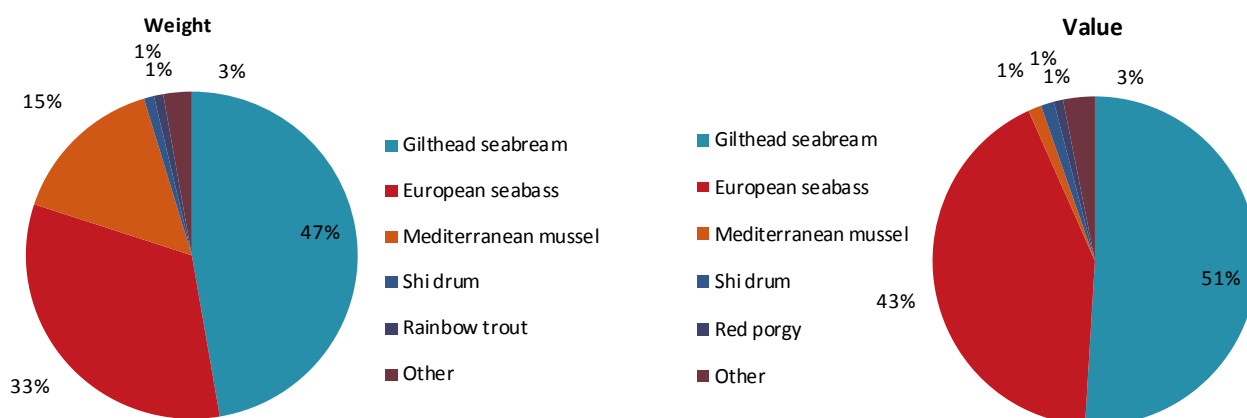 Weight
1%
1%
3%
15%
47%
33%
Gilthead seabream
European seabass
Mediterranean mussel
Shi drum
Rainbow trout
Other
Value
1%
1%
1%
3%
43%
51%
Gilthead seabream
European seabass
Mediterranean mussel
Shi drum
Red porgy
Other